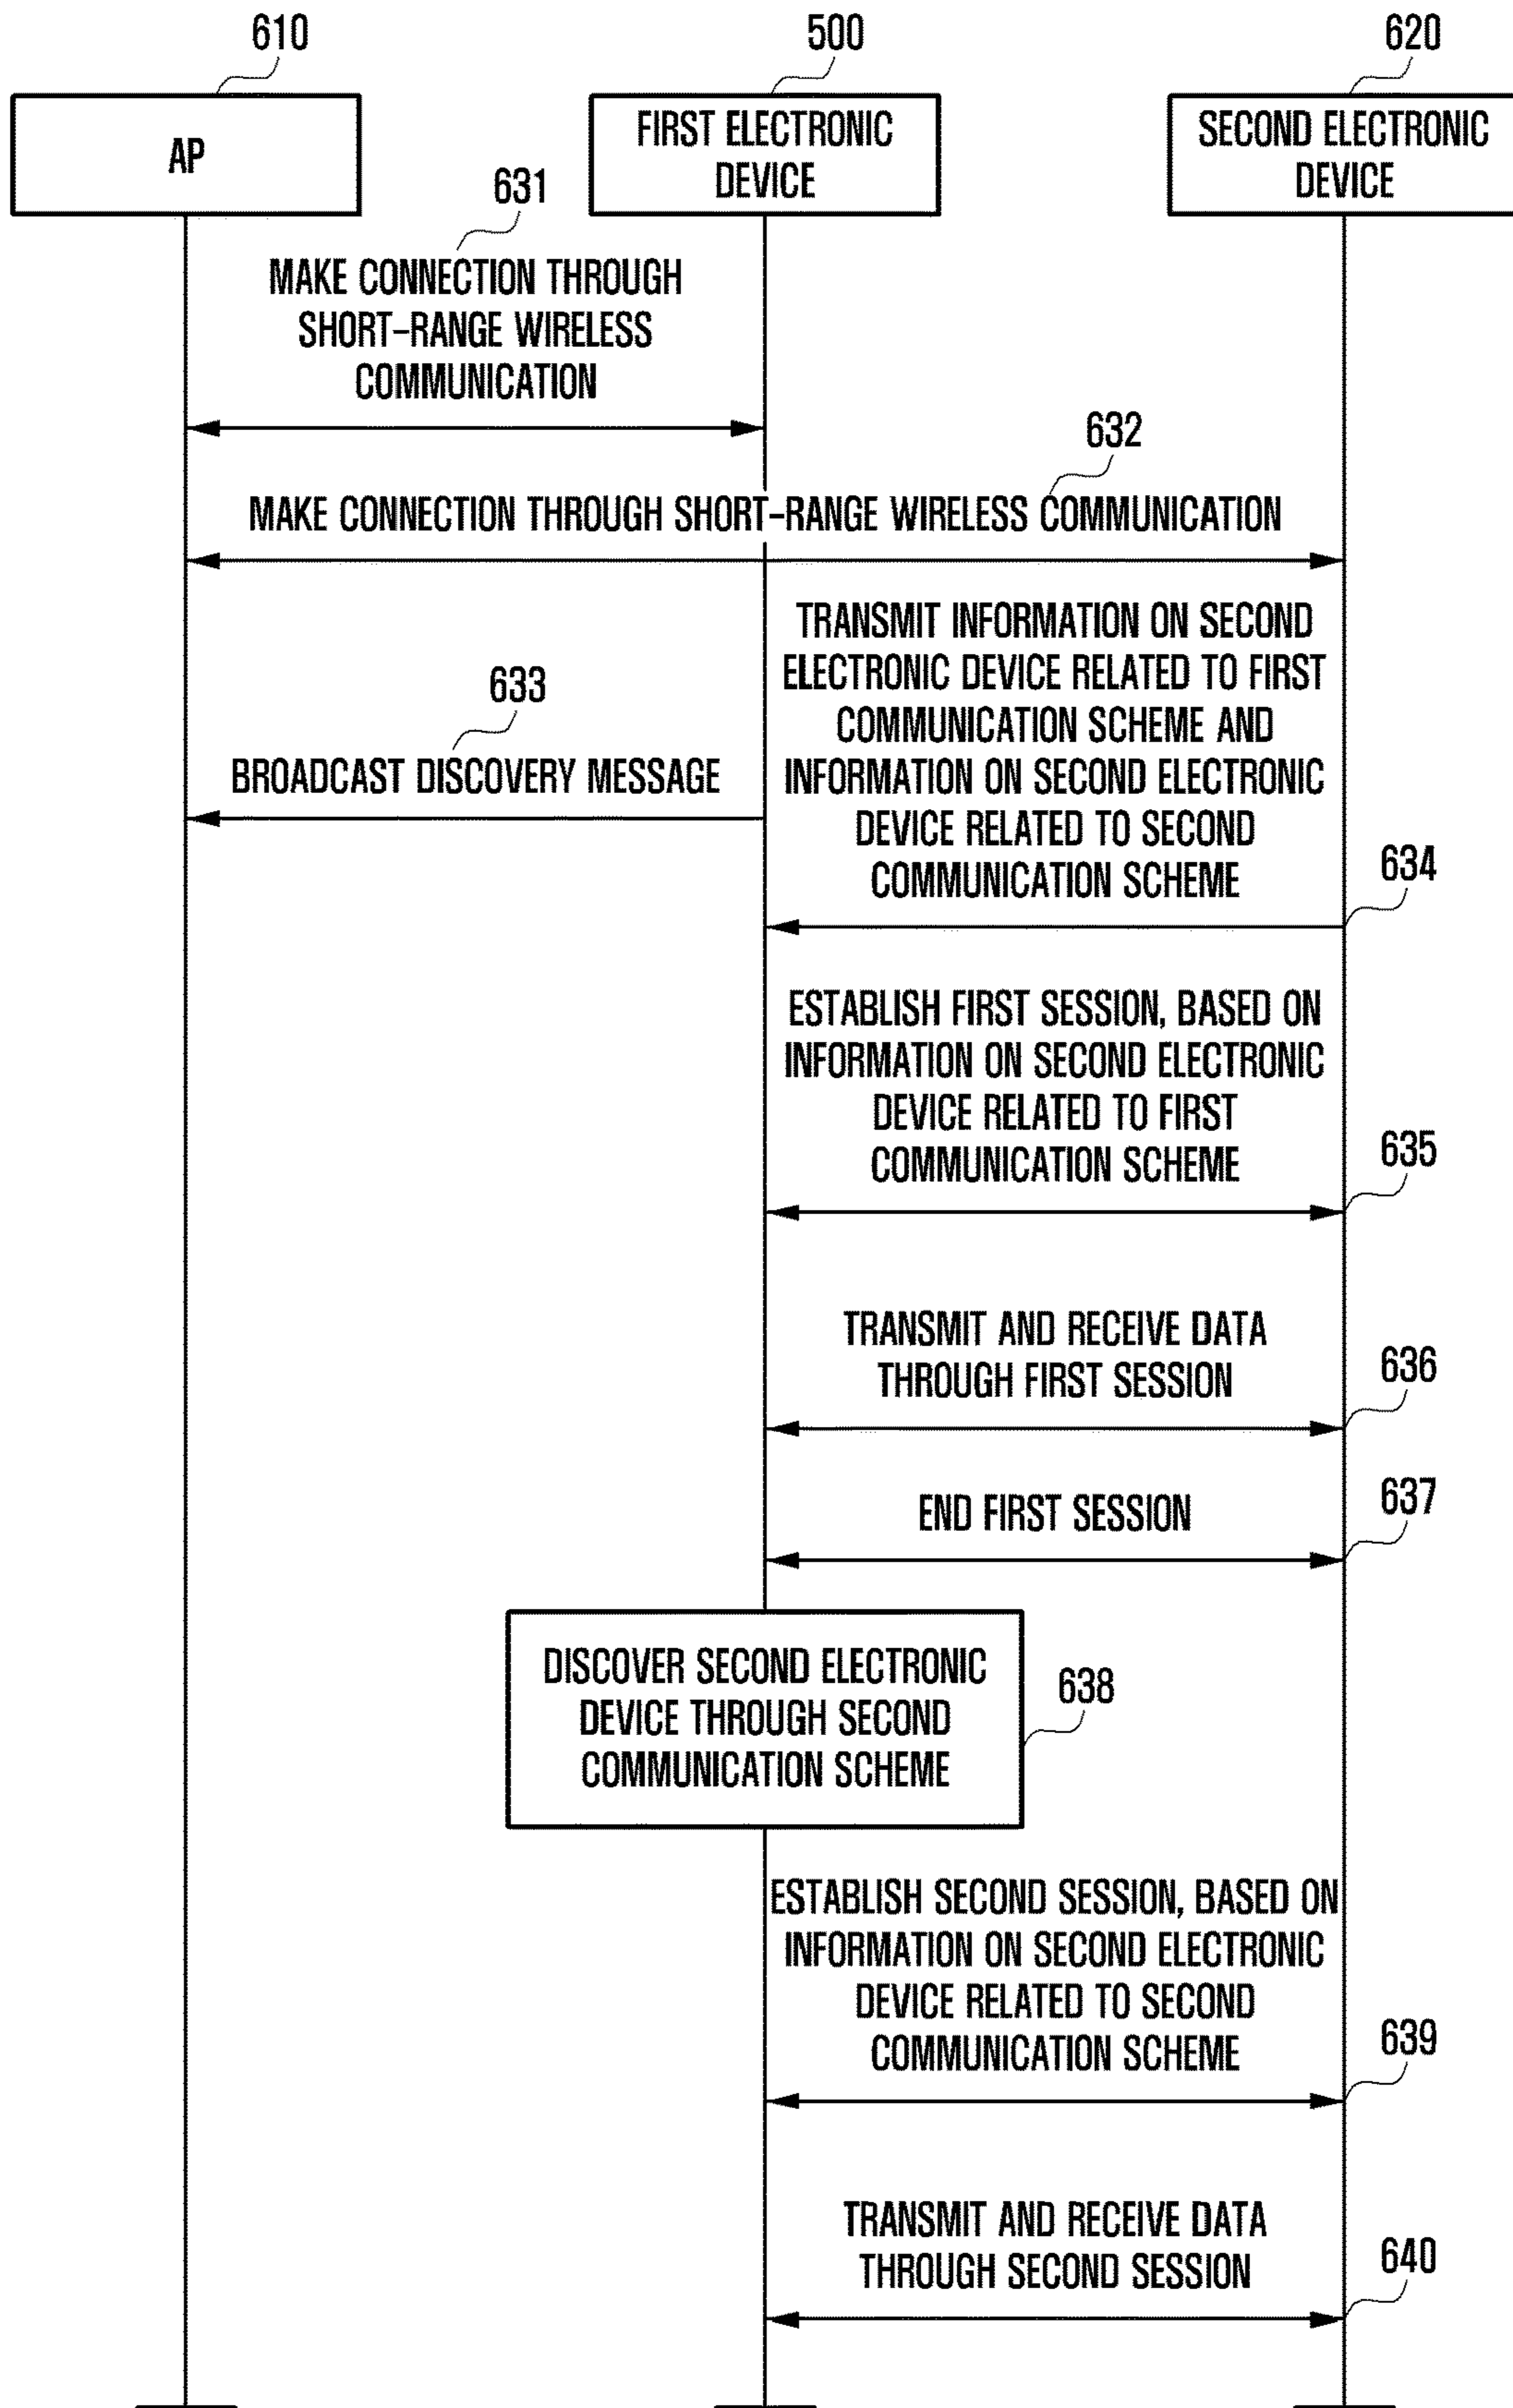 610
500
620
AP
FIRST ELECTRONIC
DEVICE
SECOND ELECTRONIC
DEVICE
631
MAKE CONNECTION THROUGH
SHORT-RANGE WIRELESS
COMMUNICATION
632
MAKE CONNECTION THROUGH SHORT-RANGE WIRELESS COMMUNICATION
633
BROADCAST DISCOVERY MESSAGE
TRANSMIT INFORMATION ON SECOND
ELECTRONIC DEVICE RELATED TO FIRST
COMMUNICATION SCHEME AND
INFORMATION ON SECOND ELECTRONIC
DEVICE RELATED TO SECOND
COMMUNICATION SCHEME
634
ESTABLISH FIRST SESSION, BASED ON
INFORMATION ON SECOND ELECTRONIC
DEVICE RELATED TO FIRST
COMMUNICATION SCHEME
635
TRANSMIT AND RECEIVE DATA
THROUGH FIRST SESSION
636
END FIRST SESSION
637
DISCOVER SECOND ELECTRONIC
DEVICE THROUGH SECOND
COMMUNICATION SCHEME
638
ESTABLISH SECOND SESSION, BASED ON
INFORMATION ON SECOND ELECTRONIC
DEVICE RELATED TO SECOND
COMMUNICATION SCHEME
639
TRANSMIT AND RECEIVE DATA
THROUGH SECOND SESSION
640